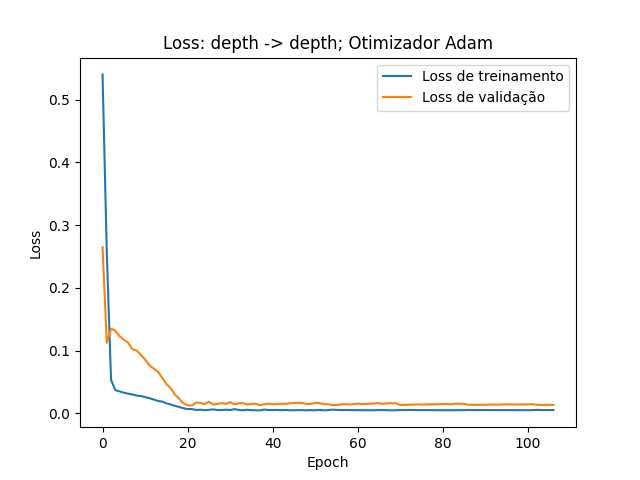 Loss: depth -> depth; Otimizador Adam
Loss de treinamento
Loss de validação
0.5
0.4
0.3
0.2
0.1
0.0
Loss
0 20 40 60 80 100
Epoch